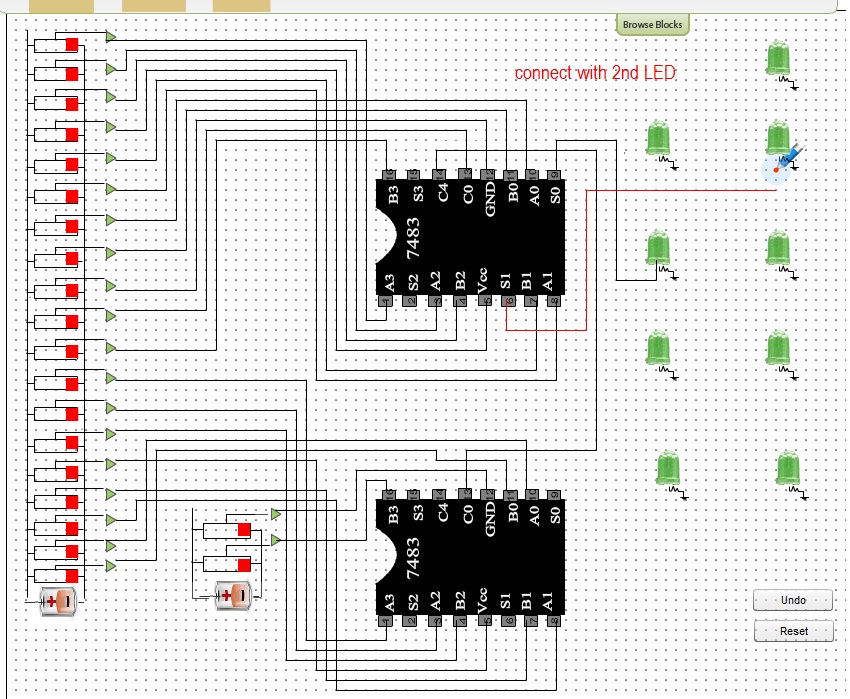 Browse Blocks
connect with 2nd LED
16 15 14 13 12 11 10 9
B3 S3 C4 C0 GND B0 A0 S0
7483
A3 S2 A2 B2 Vcc S1 B1 A1
1 2 3 4 5 6 7 8
16 15 14 13 12 11 10 9
B3 S3 C4 C0 GND B0 A0 S0
7483
A3 S2 A2 B2 Vcc S1 B1 A1
1 2 3 4 5 6 7 8
+ I
+ I
Undo
Reset